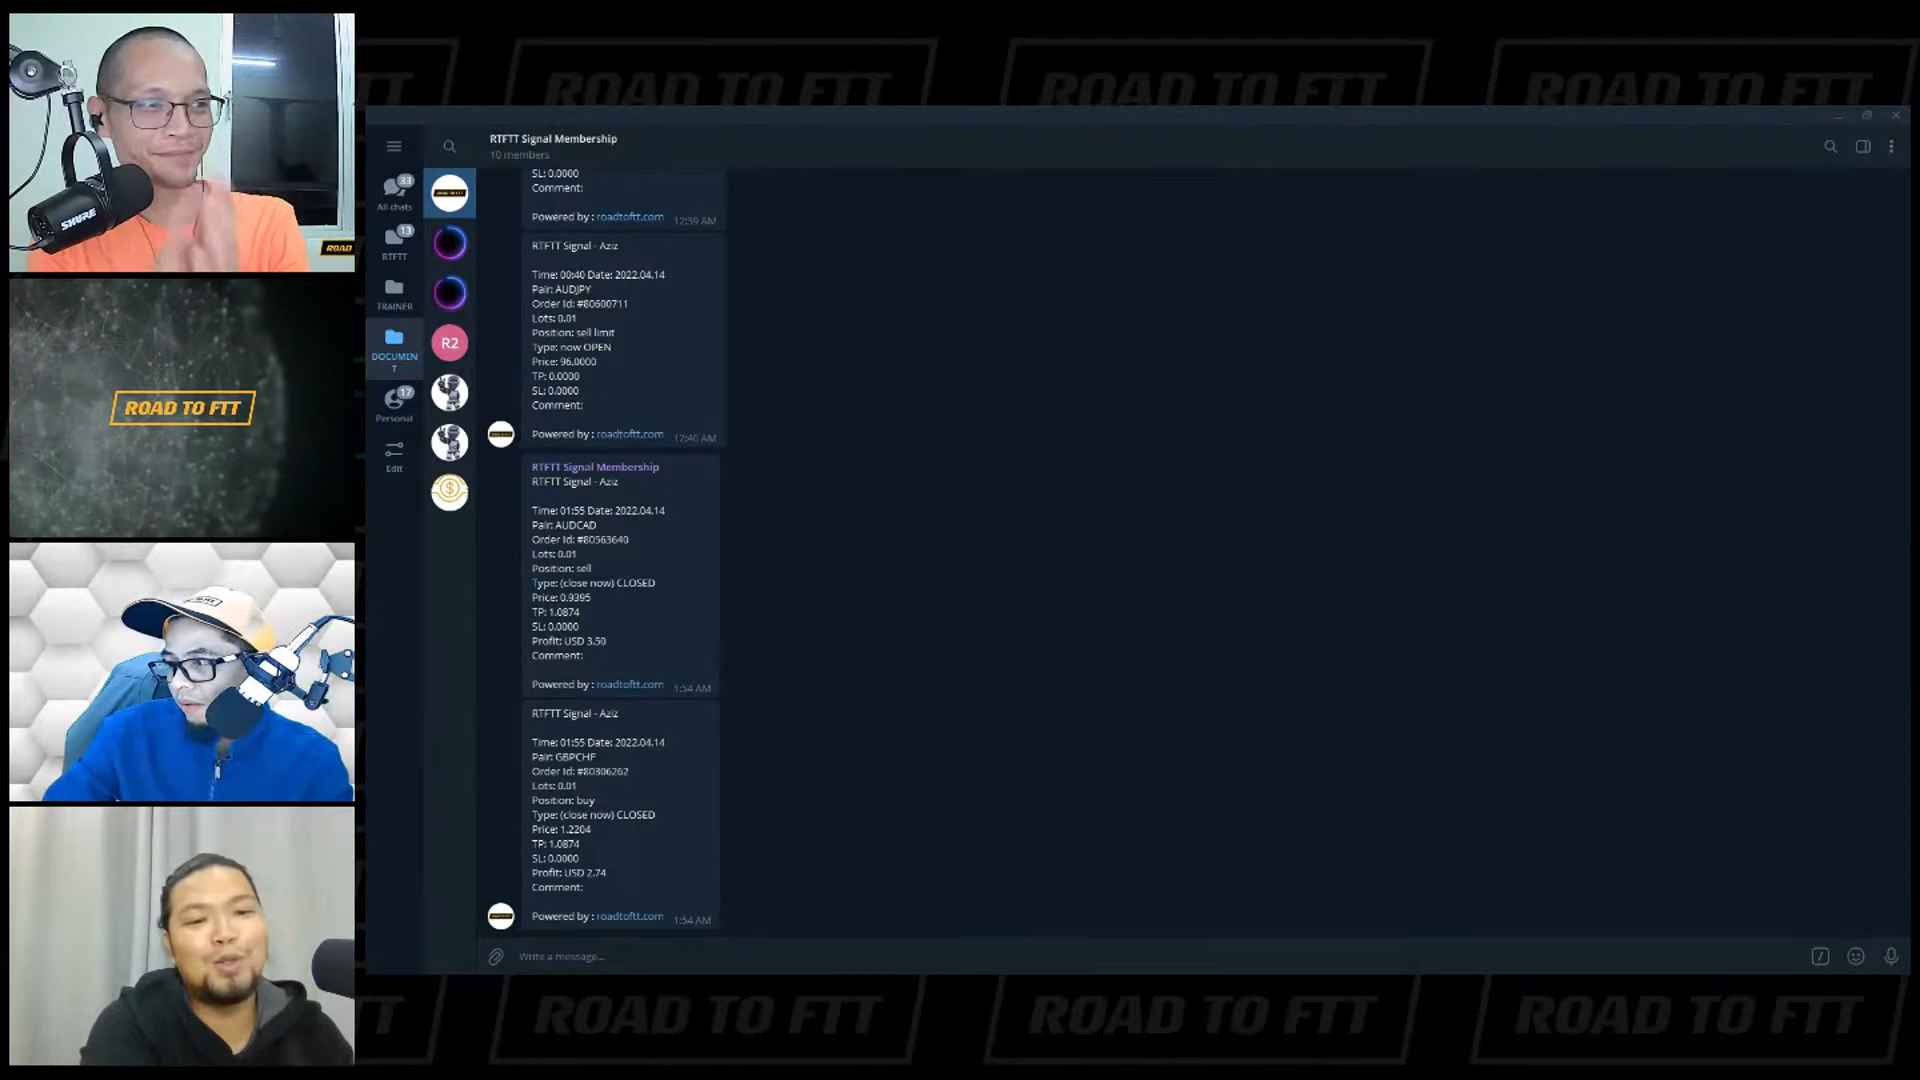 ROAD TO FTT
ROAD TO FTT
ROAD TO FTT
SHURE
ROAD
ROAD TO FTT
RTFTT Signal Membership
10 members
33
All chats
13
RTFTT
TRAINER
DOCUMEN
T
17
Personal
Edit
R2
SL: 0.0000
Comment:
Powered by : roadtoftt.com 12:39 AM
RTFTT Signal - Aziz
Time: 00:40 Date: 2022.04.14
Pair: AUDJPY
Order Id: #80600711
Lots: 0.01
Position: sell limit
Type: now OPEN
Price: 96.0000
TP: 0.0000
SL: 0.0000
Comment:
Powered by : roadtoftt.com 12:40 AM
RTFTT Signal Membership
RTFTT Signal - Aziz
Time: 01:55 Date: 2022.04.14
Pair: AUDCAD
Order Id: #80563640
Lots: 0.01
Position: sell
Type: (close now) CLOSED
Price: 0.9395
TP: 1.0874
SL: 0.0000
Profit: USD 3.50
Comment:
Powered by : roadtoftt.com 1:54 AM
RTFTT Signal - Aziz
Time: 01:55 Date: 2022.04.14
Pair: GBPCHF
Order Id: #80306262
Lots: 0.01
Position: buy
Type: (close now) CLOSED
Price: 1.2204
TP: 1.0874
SL: 0.0000
Profit: USD 2.74
Comment:
Powered by : roadtoftt.com 1:54 AM
Write a message...
TT
ROAD TO FTT
ROAD TO FTT
ROAD TO FTT